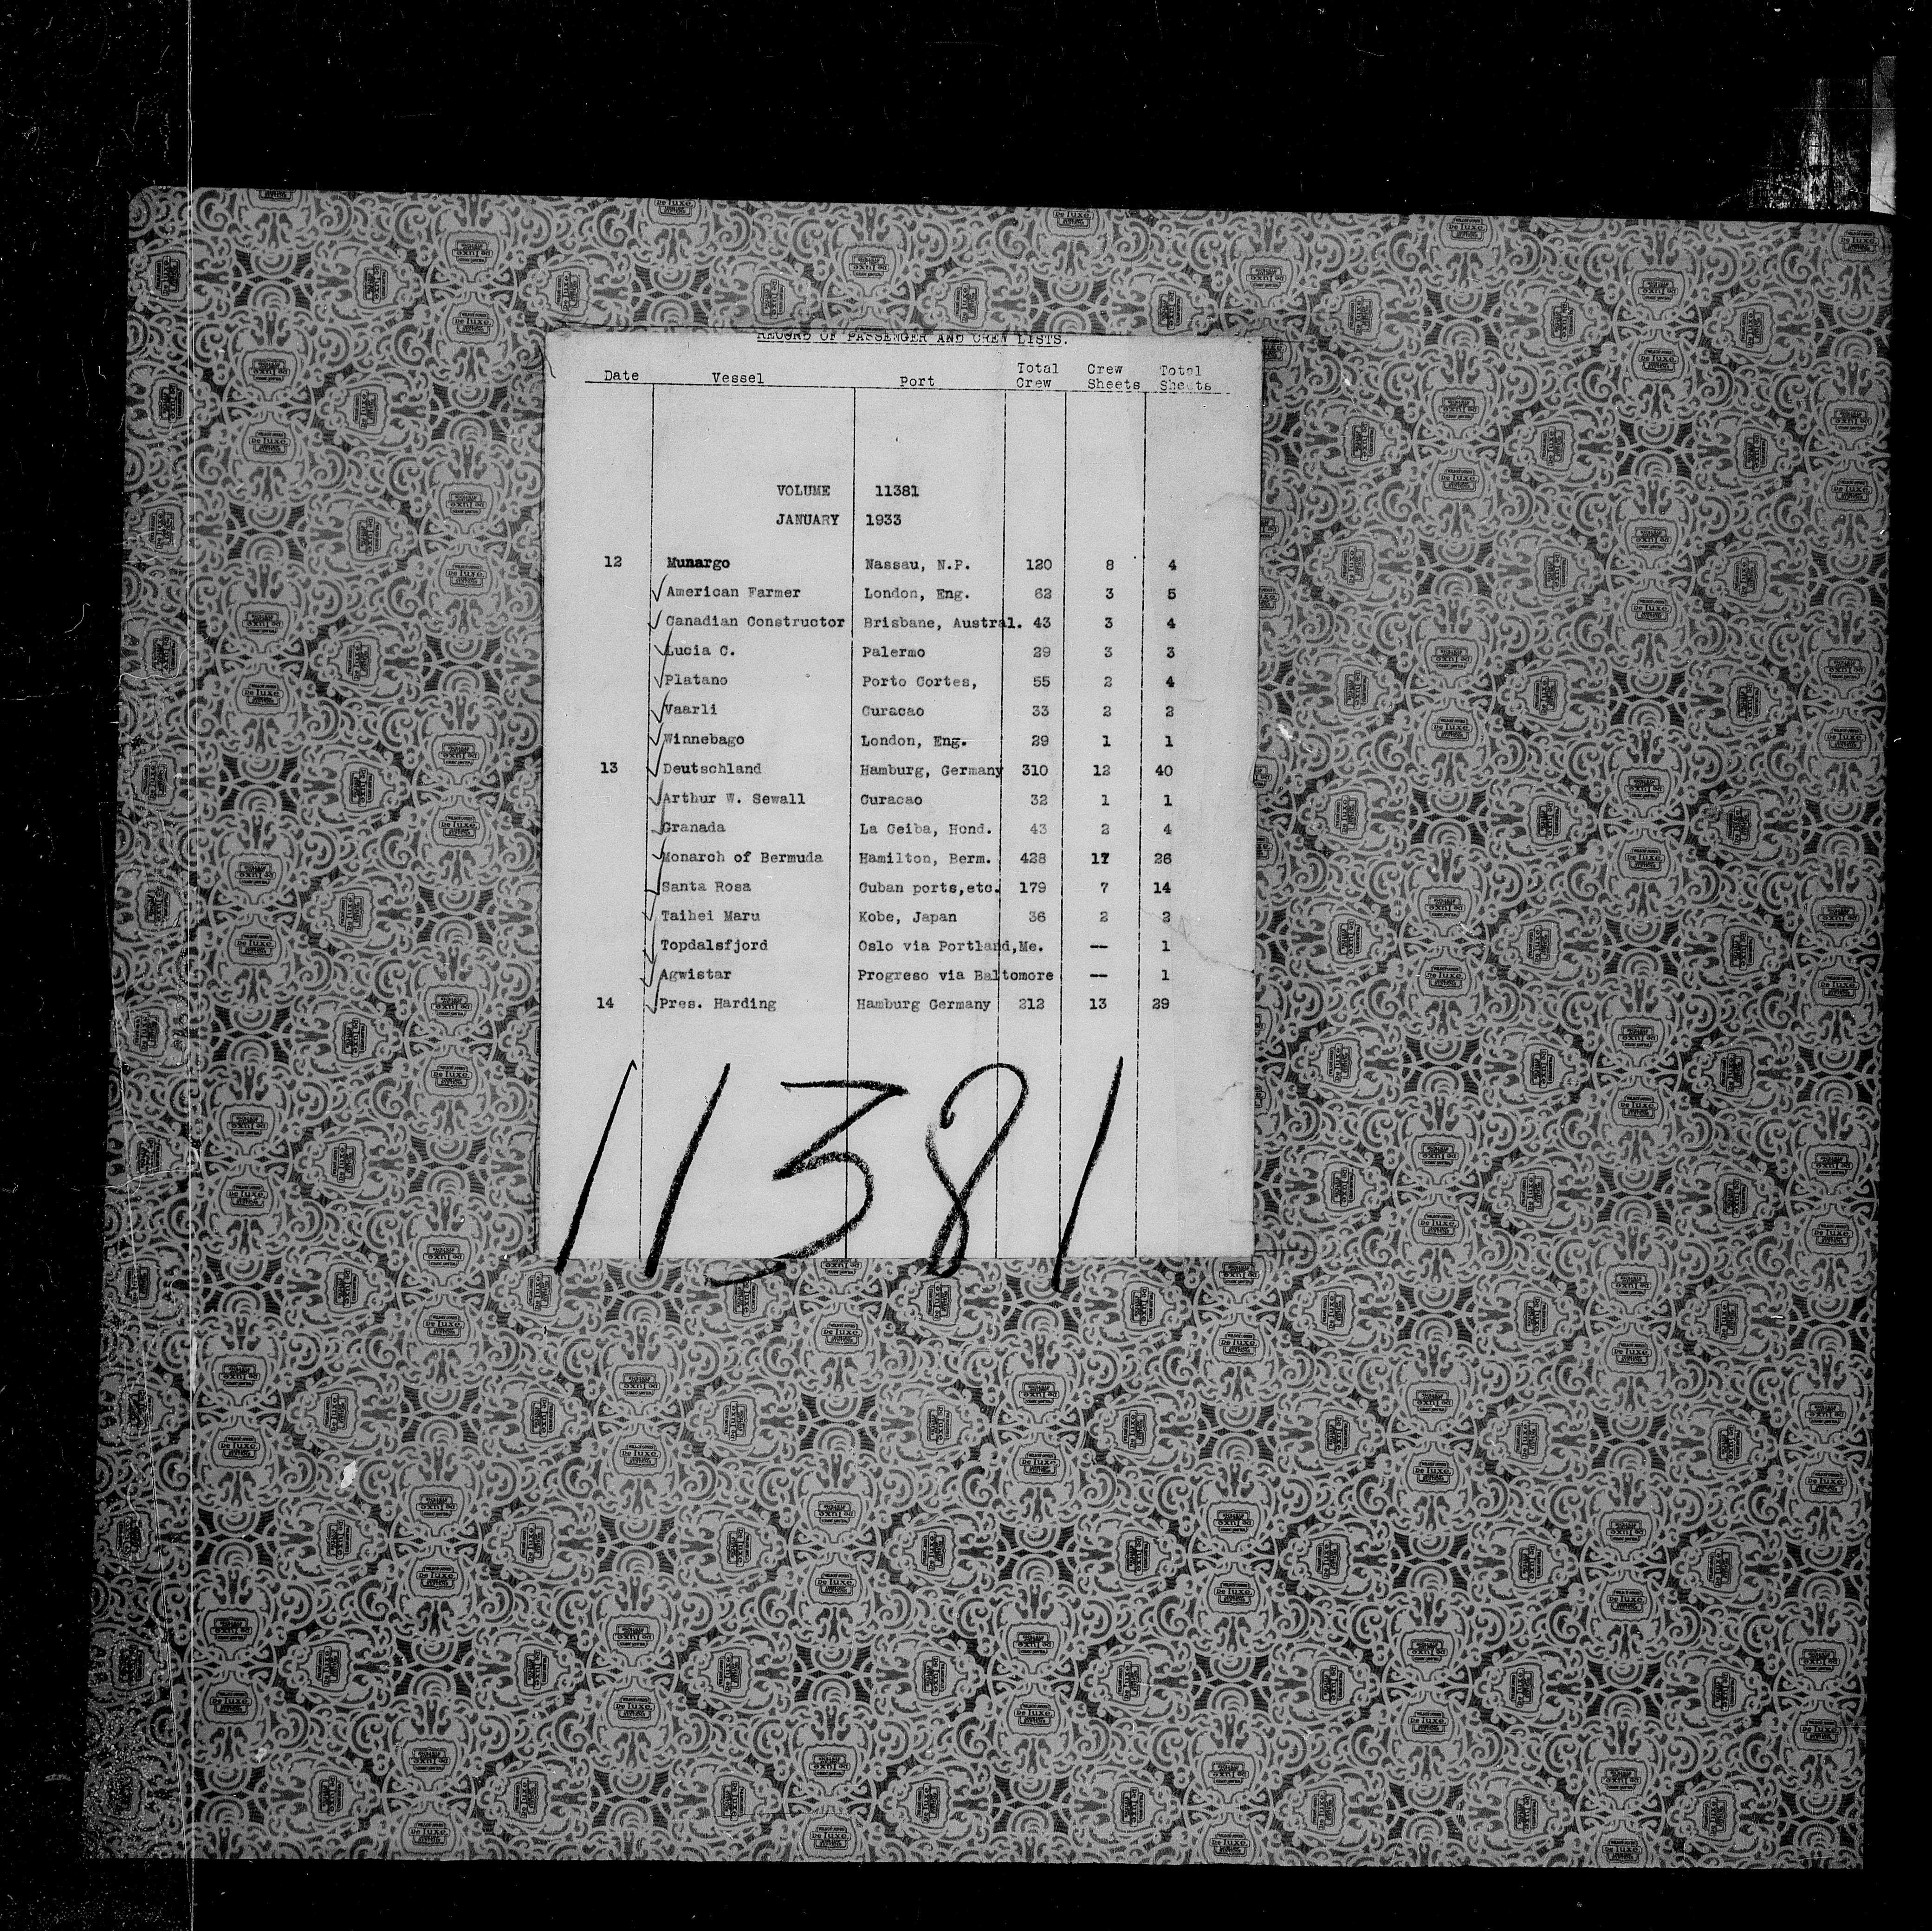 RECORD OF PASSENGER AND CREW LISTS.
Date Vessel Port Total Crew Crew Sheets Total Sheets
VOLUME 11381
JANUARY 1933
12 Munargo Nassau, N.P. 120 8 4
✓ American Farmer London, Eng. 62 3 5
✓ Canadian Constructor Brisbane, Austral. 43 3 4
✓ Lucia C. Palermo 29 3 3
✓ Platano Porto Cortes, 55 2 4
✓ Vaarli Curacao 33 2 2
✓ Winnebago London, Eng. 29 1 1
13 ✓ Deutschland Hamburg, Germany 310 12 40
✓ Arthur W. Sewall Curacao 32 1 1
✓ Granada La Ceiba, Hond. 43 2 4
✓ Monarch of Bermuda Hamilton, Berm. 428 17 26
✓ Santa Rosa Cuban ports,etc. 179 7 14
✓ Taihei Maru Kobe, Japan 36 2 2
✓ Topdalsfjord Oslo via Portland,Me. -- 1
✓ Agwistar Progreso via Baltomore -- 1
14 ✓ Pres. Harding Hamburg Germany 212 13 29
11381